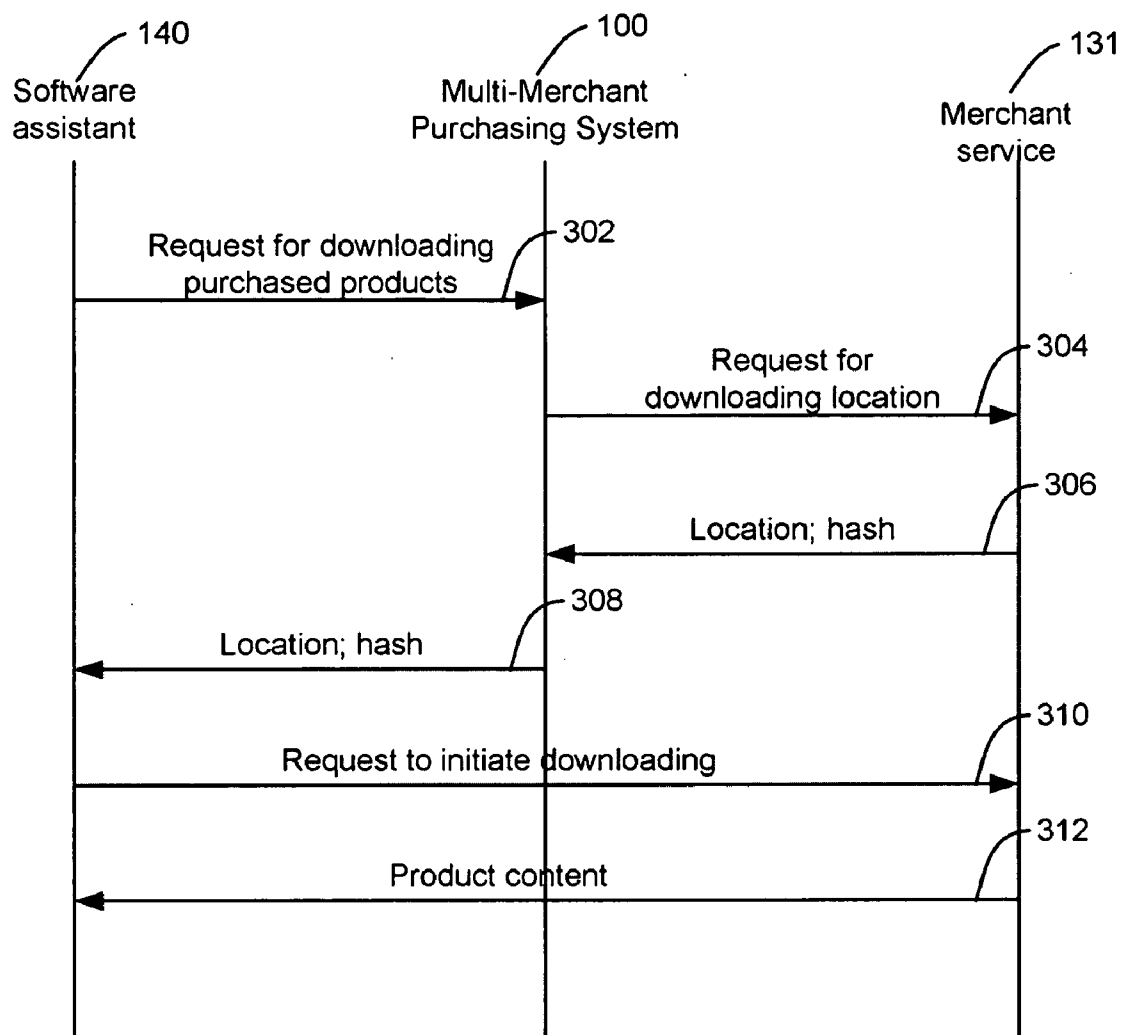 140
100
131
Software
assistant
Multi-Merchant
Purchasing System
Merchant
service
302
Request for downloading
purchased products
304
Request for
downloading location
306
Location; hash
308
Location; hash
310
Request to initiate downloading
312
Product content